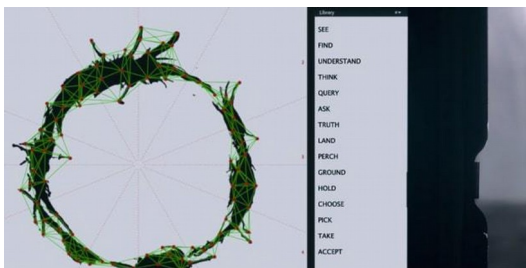 Library
SEE
FIND
UNDERSTAND
THINK
QUERY
ASK
TRUTH
LAND
PERCH
GROUND
HOLD
CHOOSE
PICK
TAKE
ACCEPT